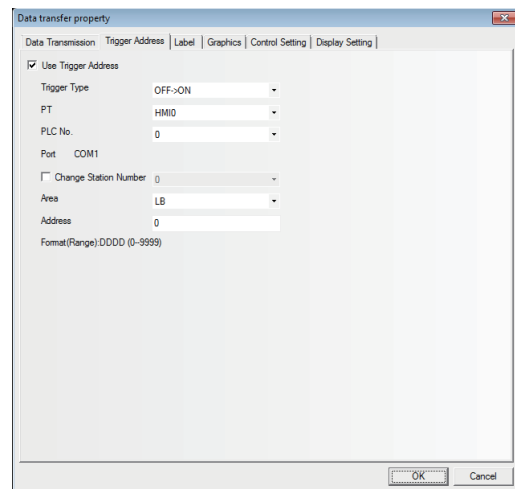 Data transfer property
Data Transmission Trigger Address Label Graphics Control Setting Display Setting
Use Trigger Address
Trigger Type OFF->ON
PT HMI0
PLC No. 0
Port COM1
Change Station Number 0
Area LB
Address 0
Format(Range):DDDD (0~9999)
OK Cancel